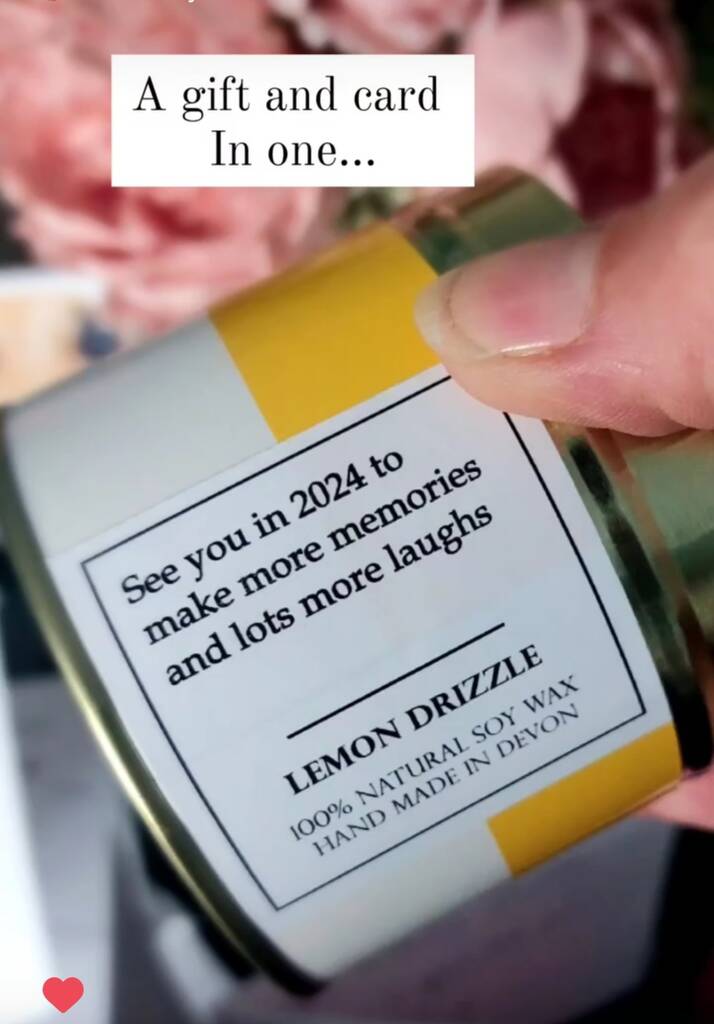 A gift and card
In one...
See you in 2024 to
make more memories
and lots more laughs
LEMON DRIZZLE
100% NATURAL SOY WAX
HAND MADE IN DEVON